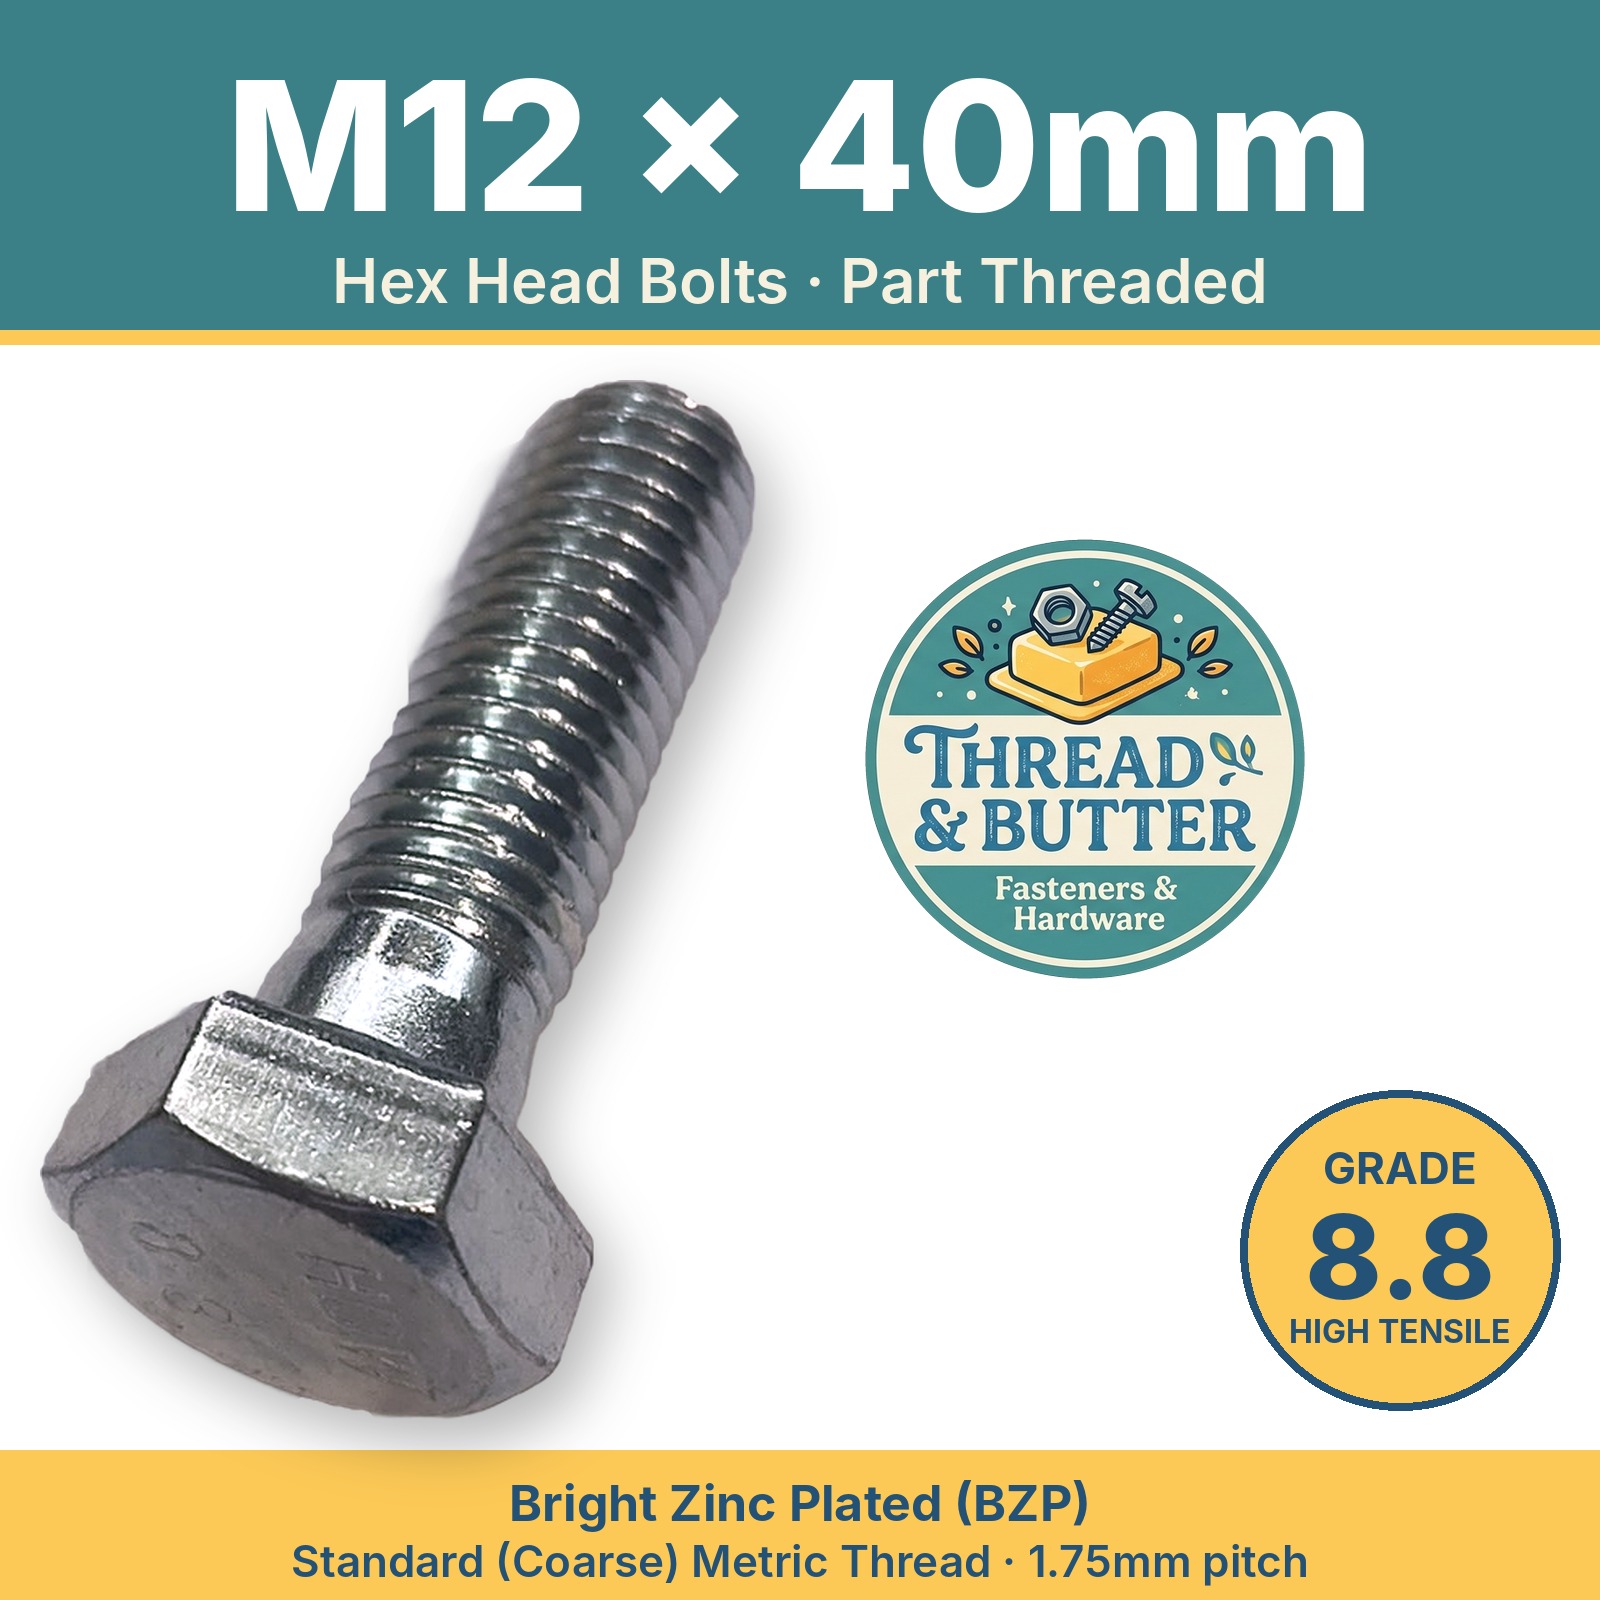 M12 × 40mm
Hex Head Bolts · Part Threaded
THREAD
& BUTTER
Fasteners &
Hardware
GRADE
8.8
HIGH TENSILE
Bright Zinc Plated (BZP)
Standard (Coarse) Metric Thread · 1.75mm pitch